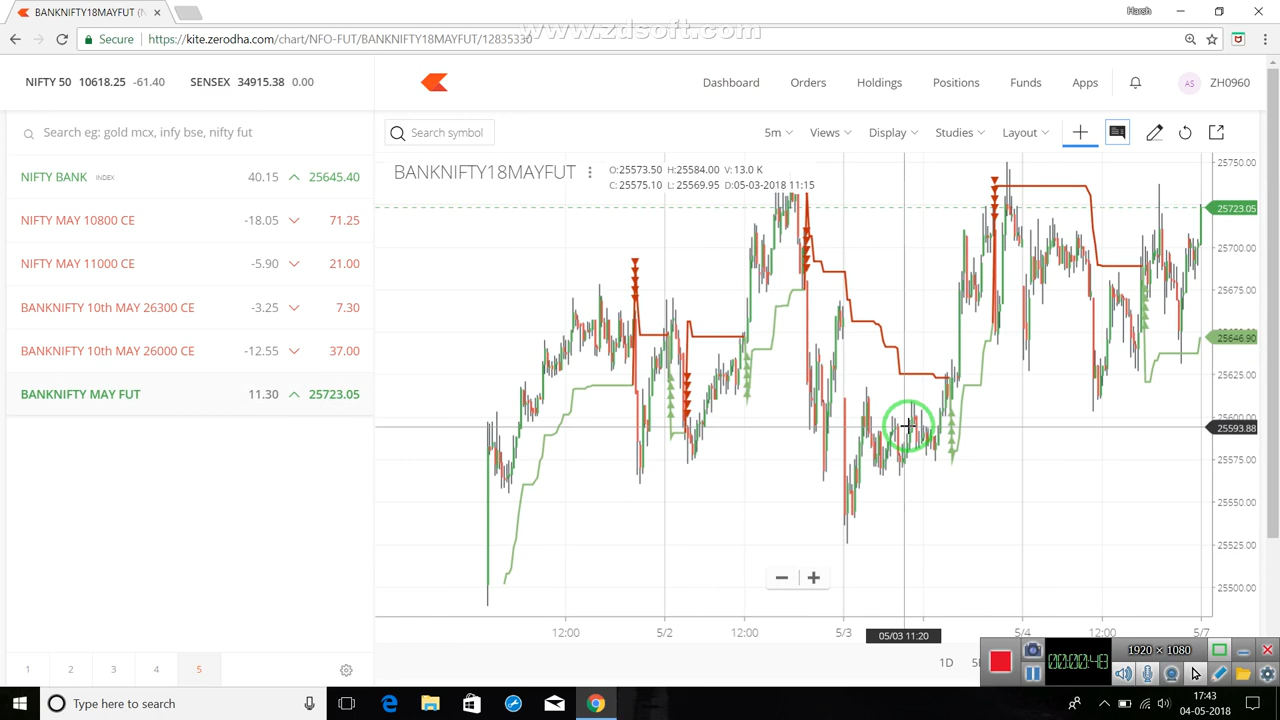 BANKNIFTY18MAYFUT (N
Harsh
Secure
https://kite.zerodha.com/chart/NFO-FUT/BANKNIFTY18MAYFUT/12835330
www.zdsoft.com
NIFTY 50 10618.25 -61.40 SENSEX 34915.38 0.00
Dashboard Orders Holdings Positions Funds Apps AS ZH0960
Search eg: gold mcx, infy bse, nifty fut
Search symbol
5m Views Display Studies Layout
NIFTY BANK INDEX 40.15 25645.40
NIFTY MAY 10800 CE -18.05 71.25
NIFTY MAY 11000 CE -5.90 21.00
BANKNIFTY 10th MAY 26300 CE -3.25 7.30
BANKNIFTY 10th MAY 26000 CE -12.55 37.00
BANKNIFTY MAY FUT 11.30 25723.05
BANKNIFTY18MAYFUT
O:25573.50 H:25584.00 V: 13.0 K
C:25575.10 L: 25569.95 D:05-03-2018 11:15
25750.00
25723.05
25700.00
25675.00
25646.90
25625.00
25600.00
25593.88
25575.00
25550.00
25525.00
25500.00
12:00 5/2 12:00 5/3 05/03 11:20 5/4 12:00 5/7
1 2 3 4 5
1D
1920 × 1080
00:00:48
Type here to search
17:43
04-05-2018